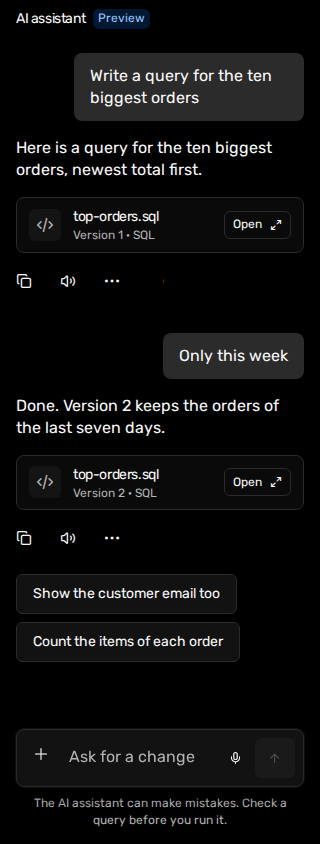 AI assistant Preview
Write a query for the ten
biggest orders
Here is a query for the ten biggest
orders, newest total first.
top-orders.sql
Version 1 • SQL
Open
Only this week
Done. Version 2 keeps the orders of
the last seven days.
top-orders.sql
Version 2 • SQL
Open
Show the customer email too
Count the items of each order
Ask for a change
The AI assistant can make mistakes. Check a
query before you run it.